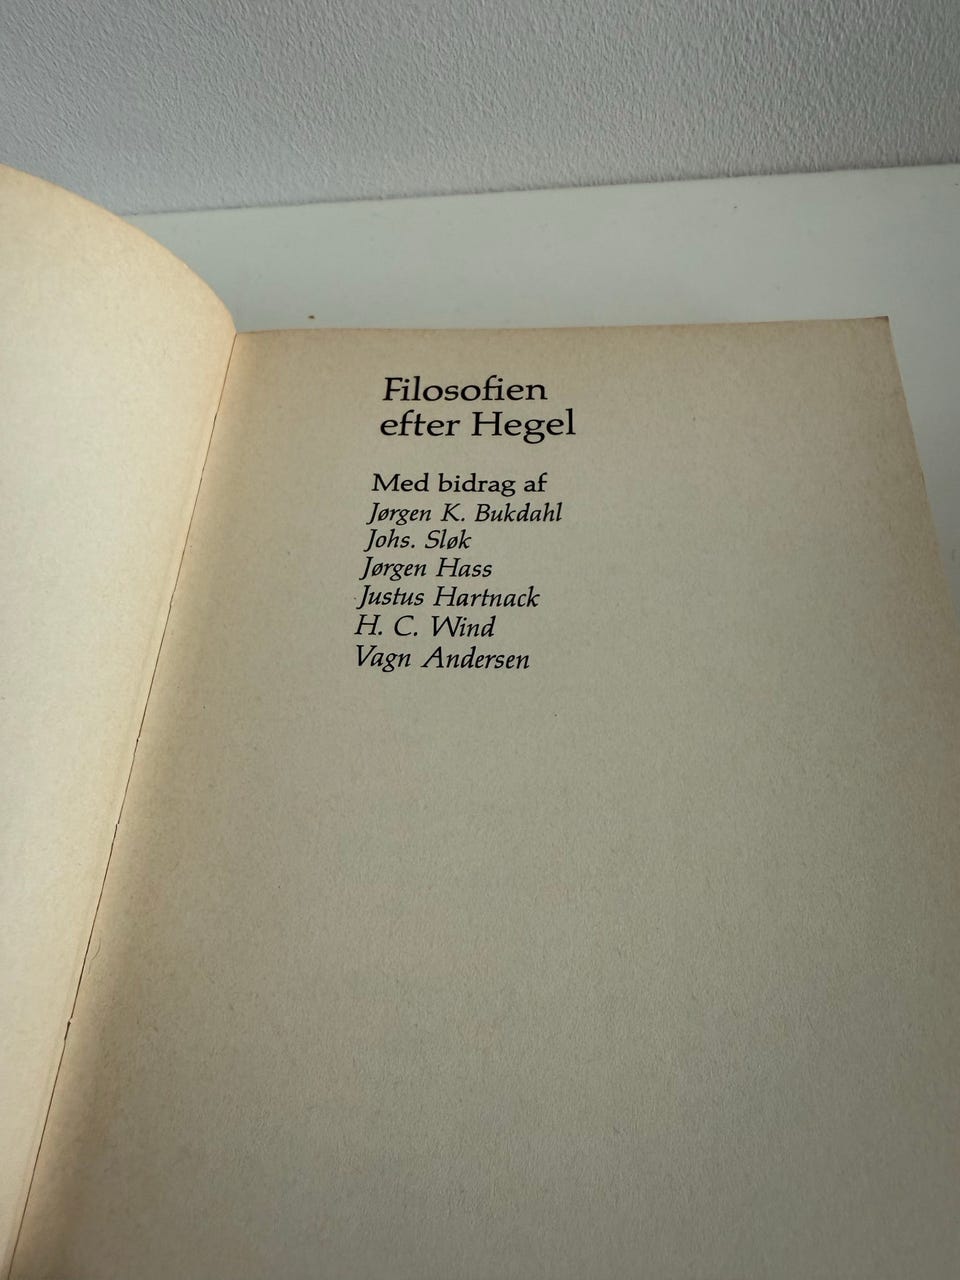 Filosofien
efter Hegel
Med bidrag af
Jørgen K. Bukdahl
Johs. Sløk
Jørgen Hass
Justus Hartnack
H. C. Wind
Vagn Andersen